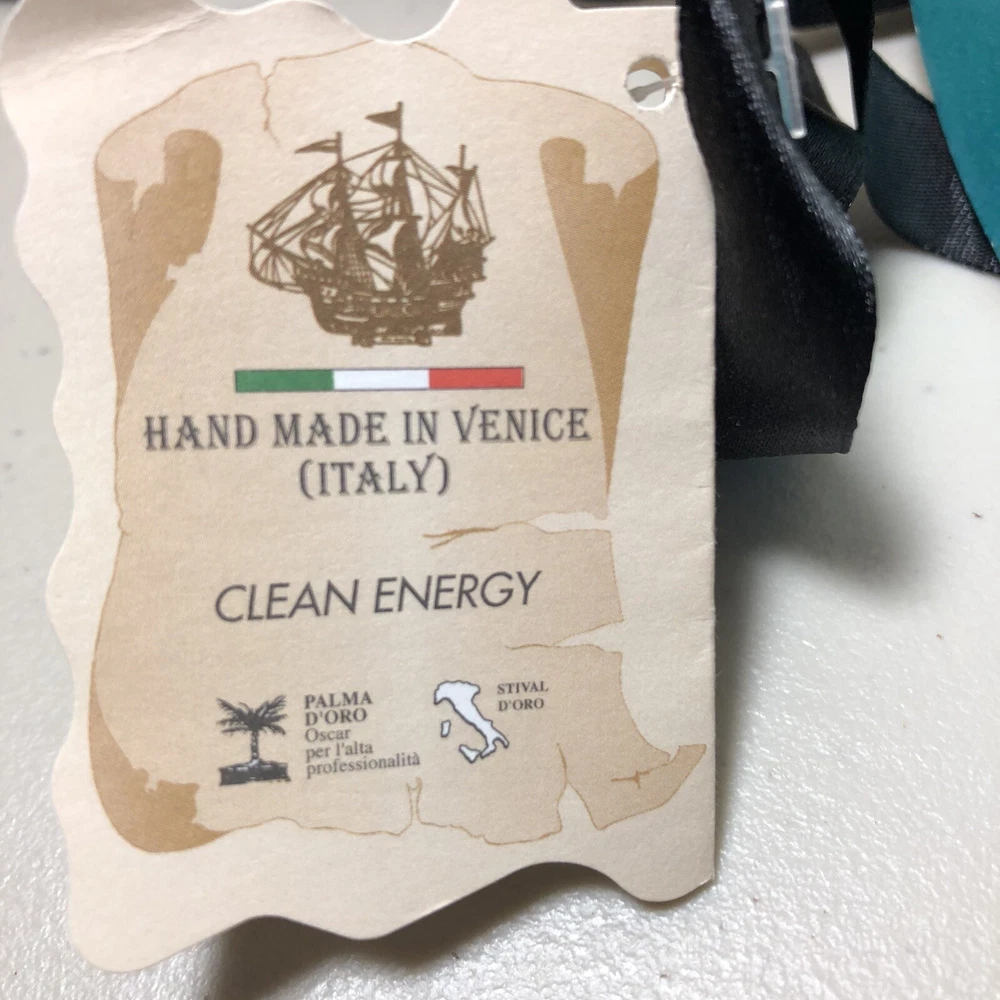 HAND MADE IN VENICE
(ITALY)
CLEAN ENERGY
PALMA
D'ORO
Oscar
per l'alta
professionalità
STIVAL
D'ORO